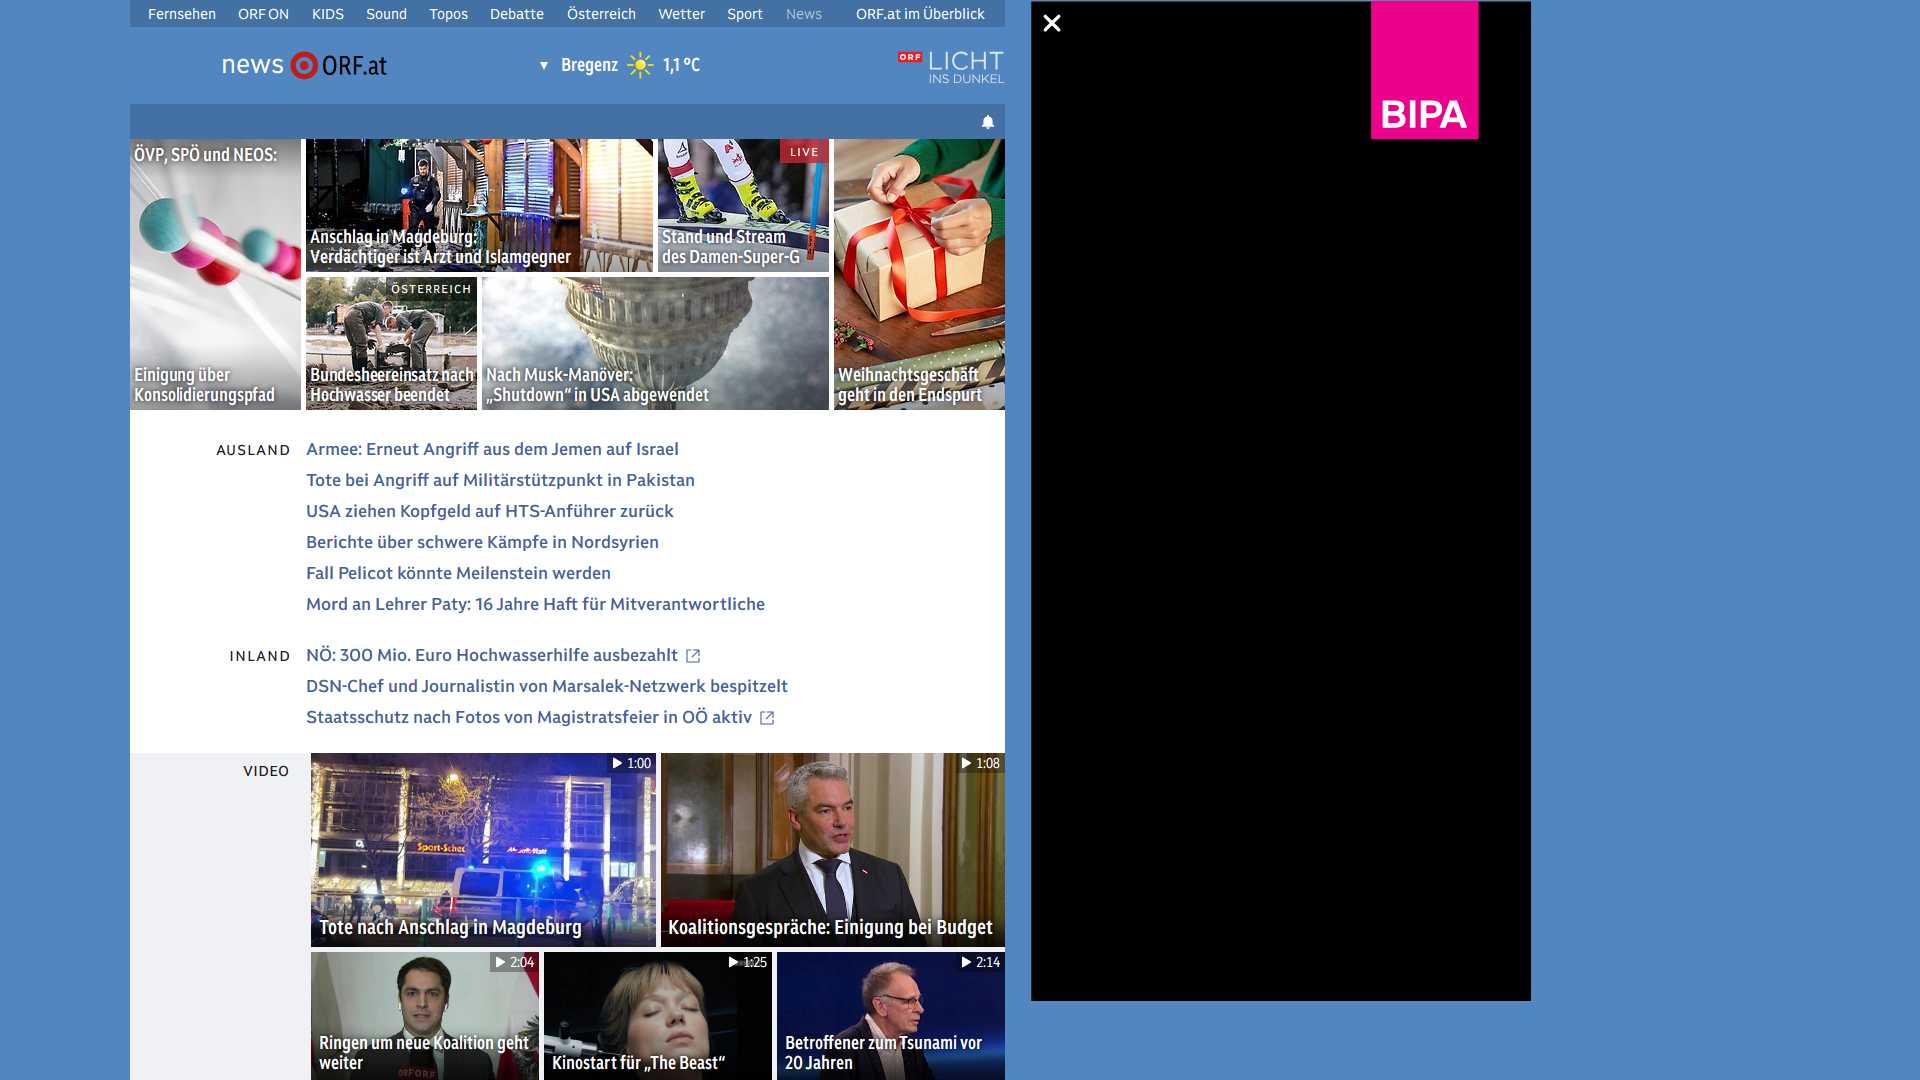 Fernsehen ORF ON KIDS Sound Topos Debatte Österreich Wetter Sport News ORF.at im Überblick
news ORF.at
▼ Bregenz 1,1 °C
ORF LICHT
INS DUNKEL
BIPA
ÖVP, SPÖ und NEOS:
Einigung über
Konsolidierungspfad
Anschlag in Magdeburg:
Verdächtiger ist Arzt und Islamgegner
LIVE
Stand und Stream
des Damen-Super-G
ÖSTERREICH
Bundesheereinsatz nach
Hochwasser beendet
Nach Musk-Manöver:
„Shutdown“ in USA abgewendet
Weihnachtsgeschäft
geht in den Endspurt
AUSLAND
Armee: Erneut Angriff aus dem Jemen auf Israel
Tote bei Angriff auf Militärstützpunkt in Pakistan
USA ziehen Kopfgeld auf HTS-Anführer zurück
Berichte über schwere Kämpfe in Nordsyrien
Fall Pelicot könnte Meilenstein werden
Mord an Lehrer Paty: 16 Jahre Haft für Mitverantwortliche
INLAND
NÖ: 300 Mio. Euro Hochwasserhilfe ausbezahlt
DSN-Chef und Journalistin von Marsalek-Netzwerk bespitzelt
Staatsschutz nach Fotos von Magistratsfeier in OÖ aktiv
VIDEO
1:00
Tote nach Anschlag in Magdeburg
1:08
Koalitionsgespräche: Einigung bei Budget
2:04
Ringen um neue Koalition geht
weiter
1:25
Kinostart für „The Beast“
2:14
Betroffener zum Tsunami vor
20 Jahren